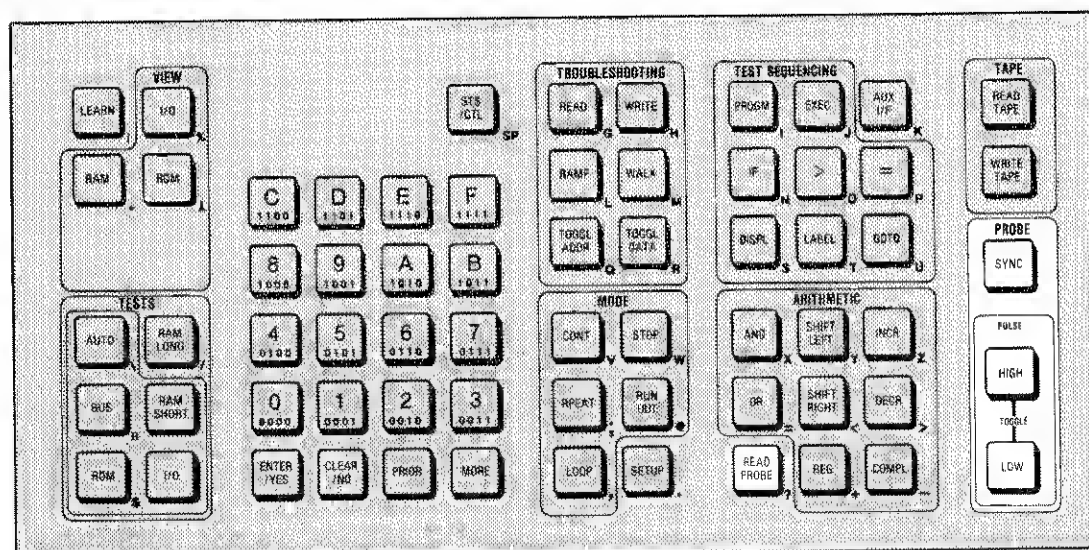 VIEW
LEARN
I/O
%
RAM
ROM
STS
/CTL
SP
C
1100
D
1101
E
1110
F
1111
8
1000
9
1001
A
1010
B
1011
4
0100
5
0101
6
0110
7
0111
0
0000
1
0001
2
0010
3
0011
ENTER
/YES
CLEAR
/NO
PRIOR
MORE
TESTS
AUTO
\
RAM
LONG
/
BUS
RAM
SHORT
ROM
&
I/O
TROUBLESHOOTING
READ
G
WRITE
H
RAMP
L
WALK
M
TOGGL
ADDR
Q
TOGGL
DATA
R
MODE
CONT
V
STOP
W
RPEAT
;
RUN
UUT
@
LOOP
,
SETUP
.
TEST SEQUENCING
PROGM
I
EXEC
J
AUX
I/F
K
IF
N
>
O
=
P
DISPL
S
LABEL
T
GOTO
U
ARITHMETIC
AND
X
SHIFT
LEFT
Y
INCR
Z
OR
=
SHIFT
RIGHT
<
DECR
>
READ
PROBE
?
REG
+
COMPL
−
TAPE
READ
TAPE
WRITE
TAPE
PROBE
SYNC
PULSE
HIGH
TOGGLE
LOW